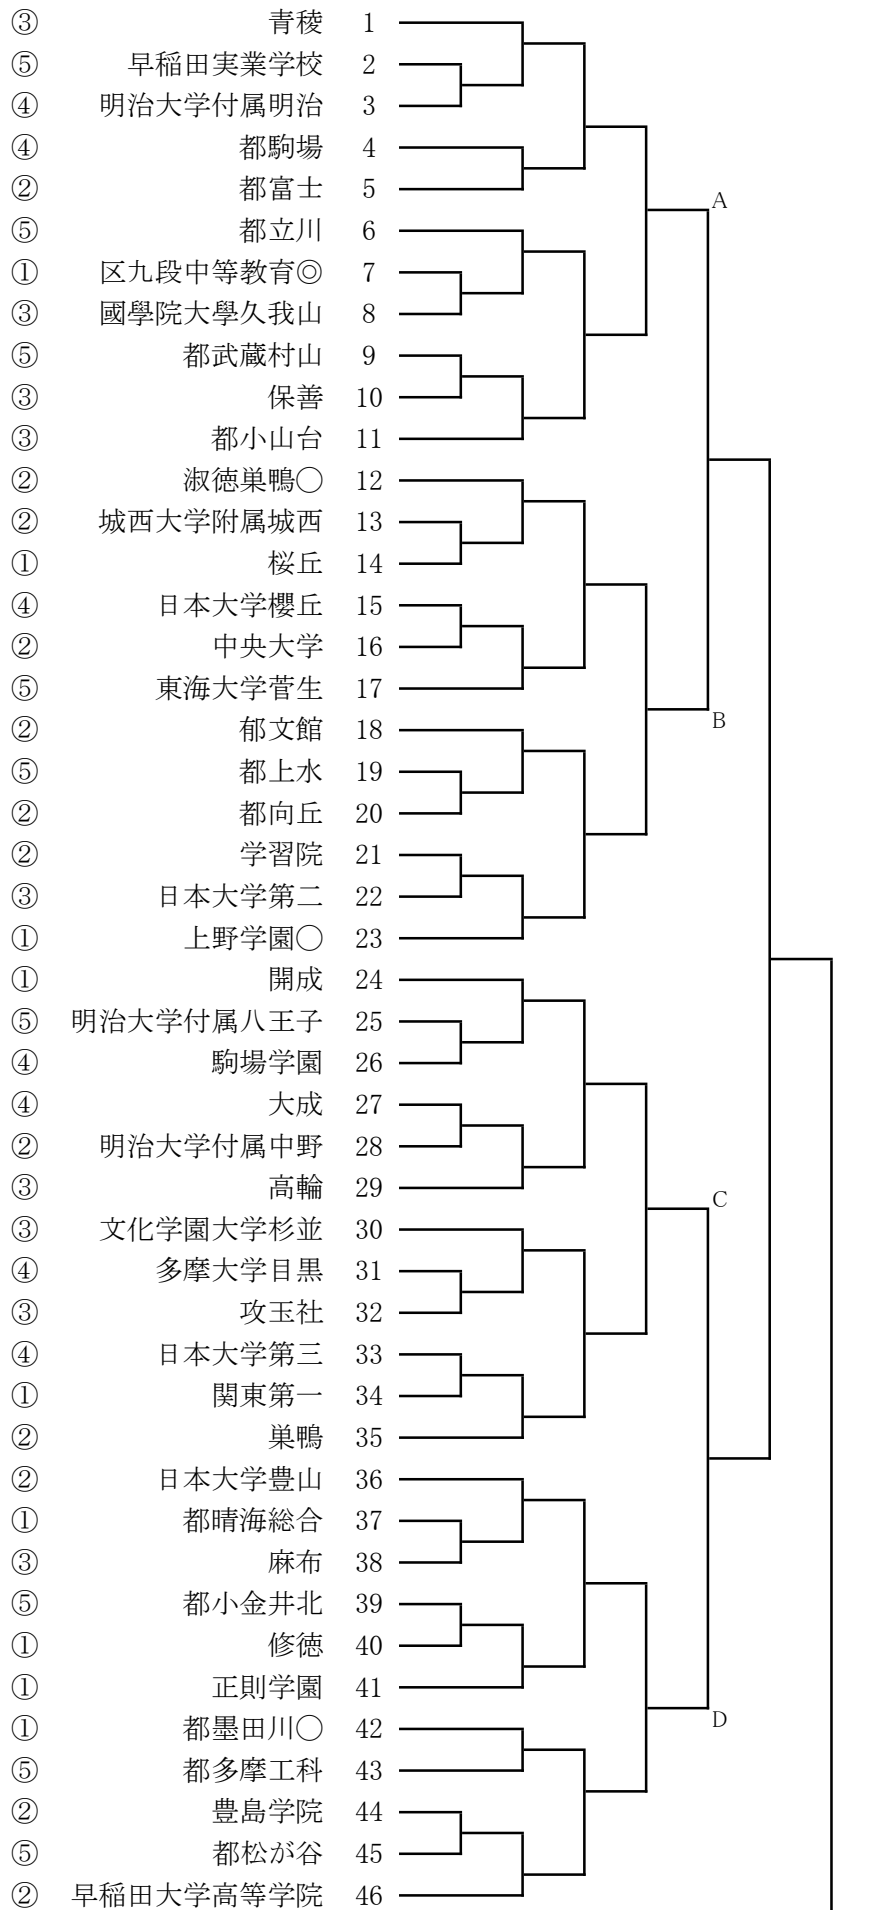 ③ 青稜 1
⑤ 早稲田実業学校 2
④ 明治大学付属明治 3
④ 都駒場 4
② 都富士 5
A
⑤ 都立川 6
① 区九段中等教育◎ 7
③ 國學院大學久我山 8
⑤ 都武蔵村山 9
③ 保善 10
③ 都小山台 11
② 淑徳巣鴨○ 12
② 城西大学附属城西 13
① 桜丘 14
④ 日本大学櫻丘 15
② 中央大学 16
⑤ 東海大学菅生 17
B
② 郁文館 18
⑤ 都上水 19
② 都向丘 20
② 学習院 21
③ 日本大学第二 22
① 上野学園○ 23
① 開成 24
⑤ 明治大学付属八王子 25
④ 駒場学園 26
④ 大成 27
② 明治大学付属中野 28
③ 高輪 29
C
③ 文化学園大学杉並 30
④ 多摩大学目黒 31
③ 攻玉社 32
④ 日本大学第三 33
① 関東第一 34
② 巣鴨 35
② 日本大学豊山 36
① 都晴海総合 37
③ 麻布 38
⑤ 都小金井北 39
① 修徳 40
① 正則学園 41
D
① 都墨田川○ 42
⑤ 都多摩工科 43
② 豊島学院 44
⑤ 都松が谷 45
② 早稲田大学高等学院 46